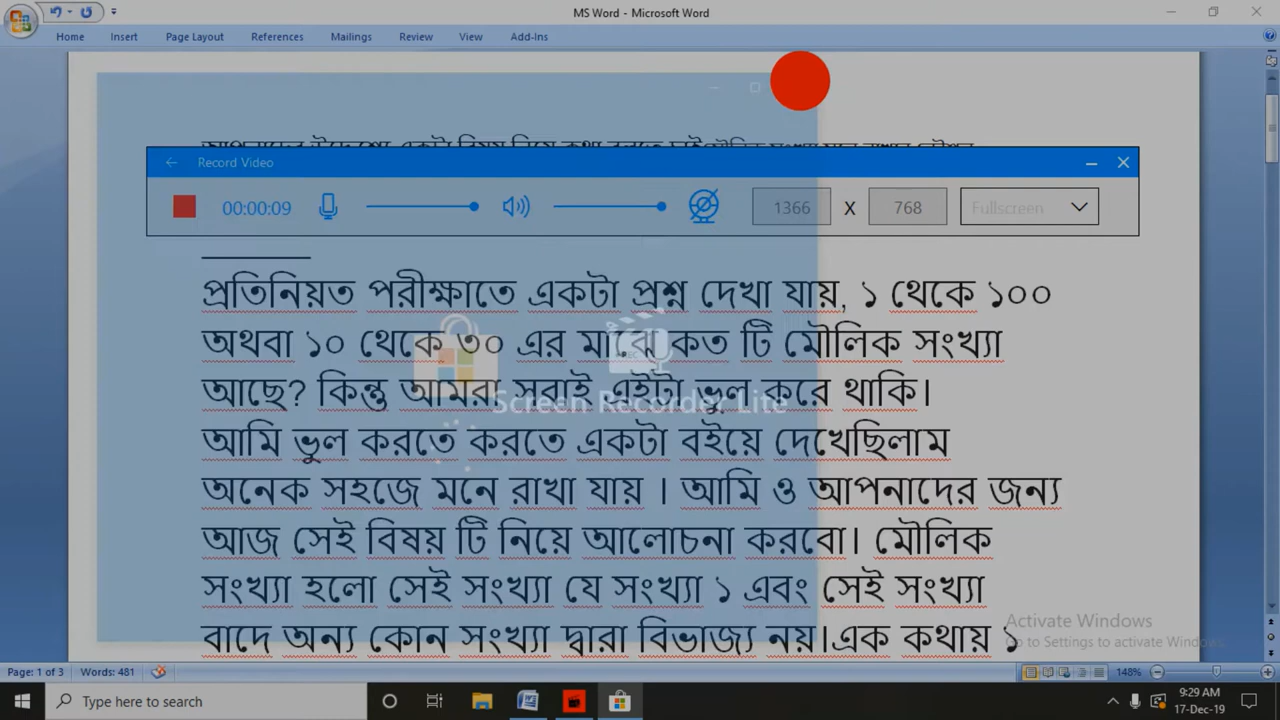 MS Word - Microsoft Word
Home Insert Page Layout References Mailings Review View Add-Ins
Record Video
00:00:09 1366 X 768 Fullscreen
প্রতিনিয়ত পরীক্ষাতে একটা প্রশ্ন দেখা যায়, ১ থেকে ১০০
অথবা ১০ থেকে ৩০ এর মাঝে কত টি মৌলিক সংখ্যা
আছে? কিন্তু আমরা সবাই এইটা ভুল করে থাকি।
Screen Recorder Lite
আমি ভুল করতে করতে একটা বইয়ে দেখেছিলাম
অনেক সহজে মনে রাখা যায় । আমি ও আপনাদের জন্য
আজ সেই বিষয় টি নিয়ে আলোচনা করবো। মৌলিক
সংখ্যা হলো সেই সংখ্যা যে সংখ্যা ১ এবং সেই সংখ্যা
বাদে অন্য কোন সংখ্যা দ্বারা বিভাজ্য নয়।এক কথায় ১
Activate Windows
Go to Settings to activate Windows.
Page: 1 of 3 Words: 481 148%
Type here to search
9:29 AM
17-Dec-19